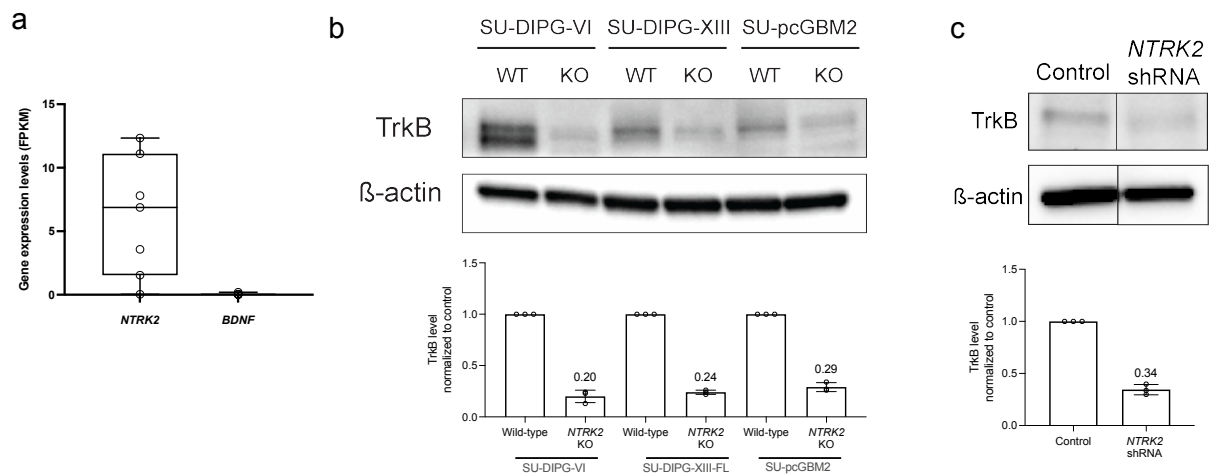 a
Gene expression levels (FPKM)
15
10
5
0
NTRK2 BDNF
b
SU-DIPG-VI SU-DIPG-XIII SU-pcGBM2
WT KO WT KO WT KO
TrkB
ß-actin
TrkB level
normalized to control
1.5
1.0
0.5
0.0
0.20 0.24 0.29
Wild-type NTRK2 KO Wild-type NTRK2 KO Wild-type NTRK2 KO
SU-DIPG-VI SU-DIPG-XIII-FL SU-pcGBM2
c
Control NTRK2
shRNA
TrkB
ß-actin
TrkB level
normalized to control
1.5
1.0
0.5
0.0
0.34
Control NTRK2
shRNA